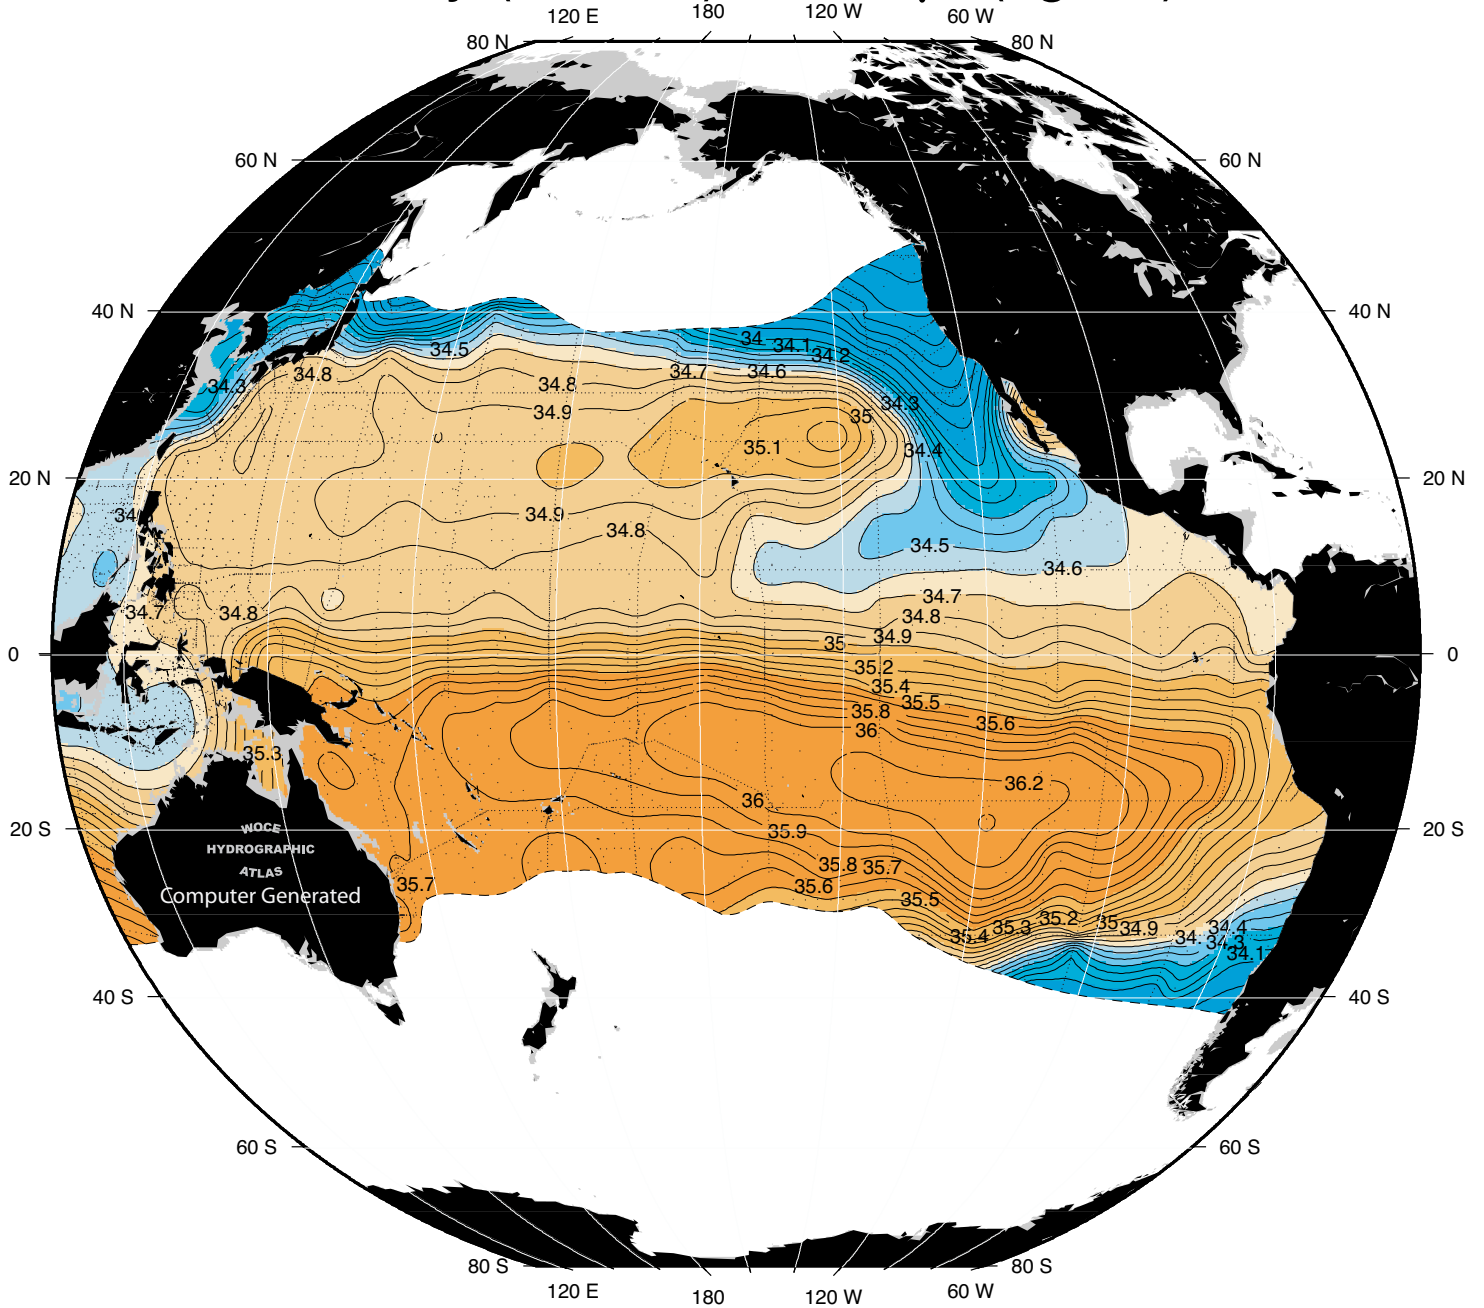 120 E 180 120 W 60 W
80 N 80 N
60 N 60 N
40 N 40 N
34 34.1 34.2
34.5
34.8 34.7 34.6
34.3 34.8
34.9 35 34.3
35.1 34.4
20 N 20 N
34 34.9
34.8 34.5
34.6
34.7 34.8 34.7
34.8
35 34.9
0 0
35.2
35.4
35.5
35.8 35.6
36
35.3
36.2
36
20 S WOCE 35.9 20 S
HYDROGRAPHIC
ATLAS 35.8 35.7
Computer Generated 35.7 35.6
35.5
35.4 35.3 35.2 35 34.9 34. 34.4
34.3
34.1
40 S 40 S
60 S 60 S
80 S 80 S
120 E 180 120 W 60 W